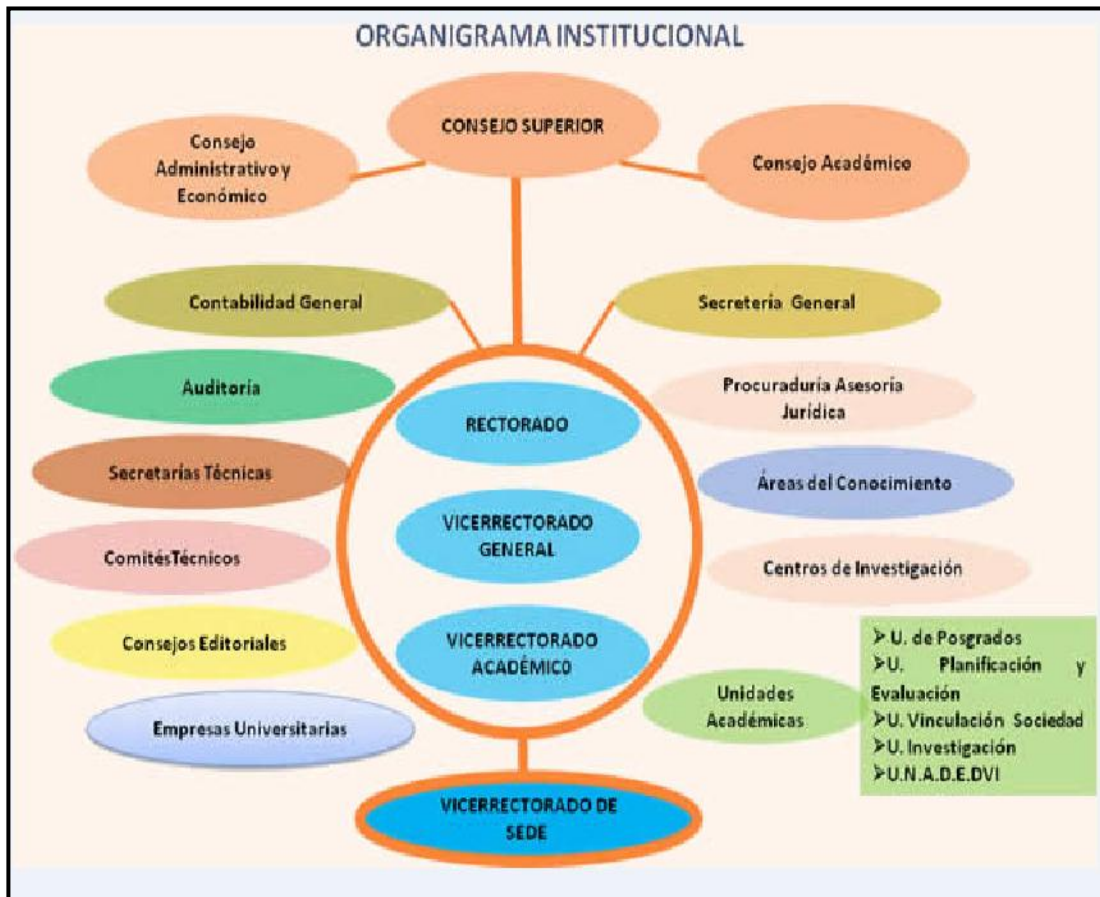 ORGANIGRAMA INSTITUCIONAL
CONSEJO SUPERIOR
Consejo
Administrativo y
Económico
Consejo Académico
Contabilidad General
Secretería General
Auditoría
Procuraduría Asesoría
Jurídica
RECTORADO
Secretarías Técnicas
Áreas del Conocimiento
VICERRECTORADO
GENERAL
ComitésTécnicos
Centros de Investigación
Consejos Editoriales
VICERRECTORADO
ACADÉMICO
Unidades
Académicas
➢U. de Posgrados
➢U. Planificación y
Evaluación
➢U. Vinculación Sociedad
➢U. Investigación
➢U.N.A.D.E.DVI
Empresas Universitarias
VICERRECTORADO DE
SEDE